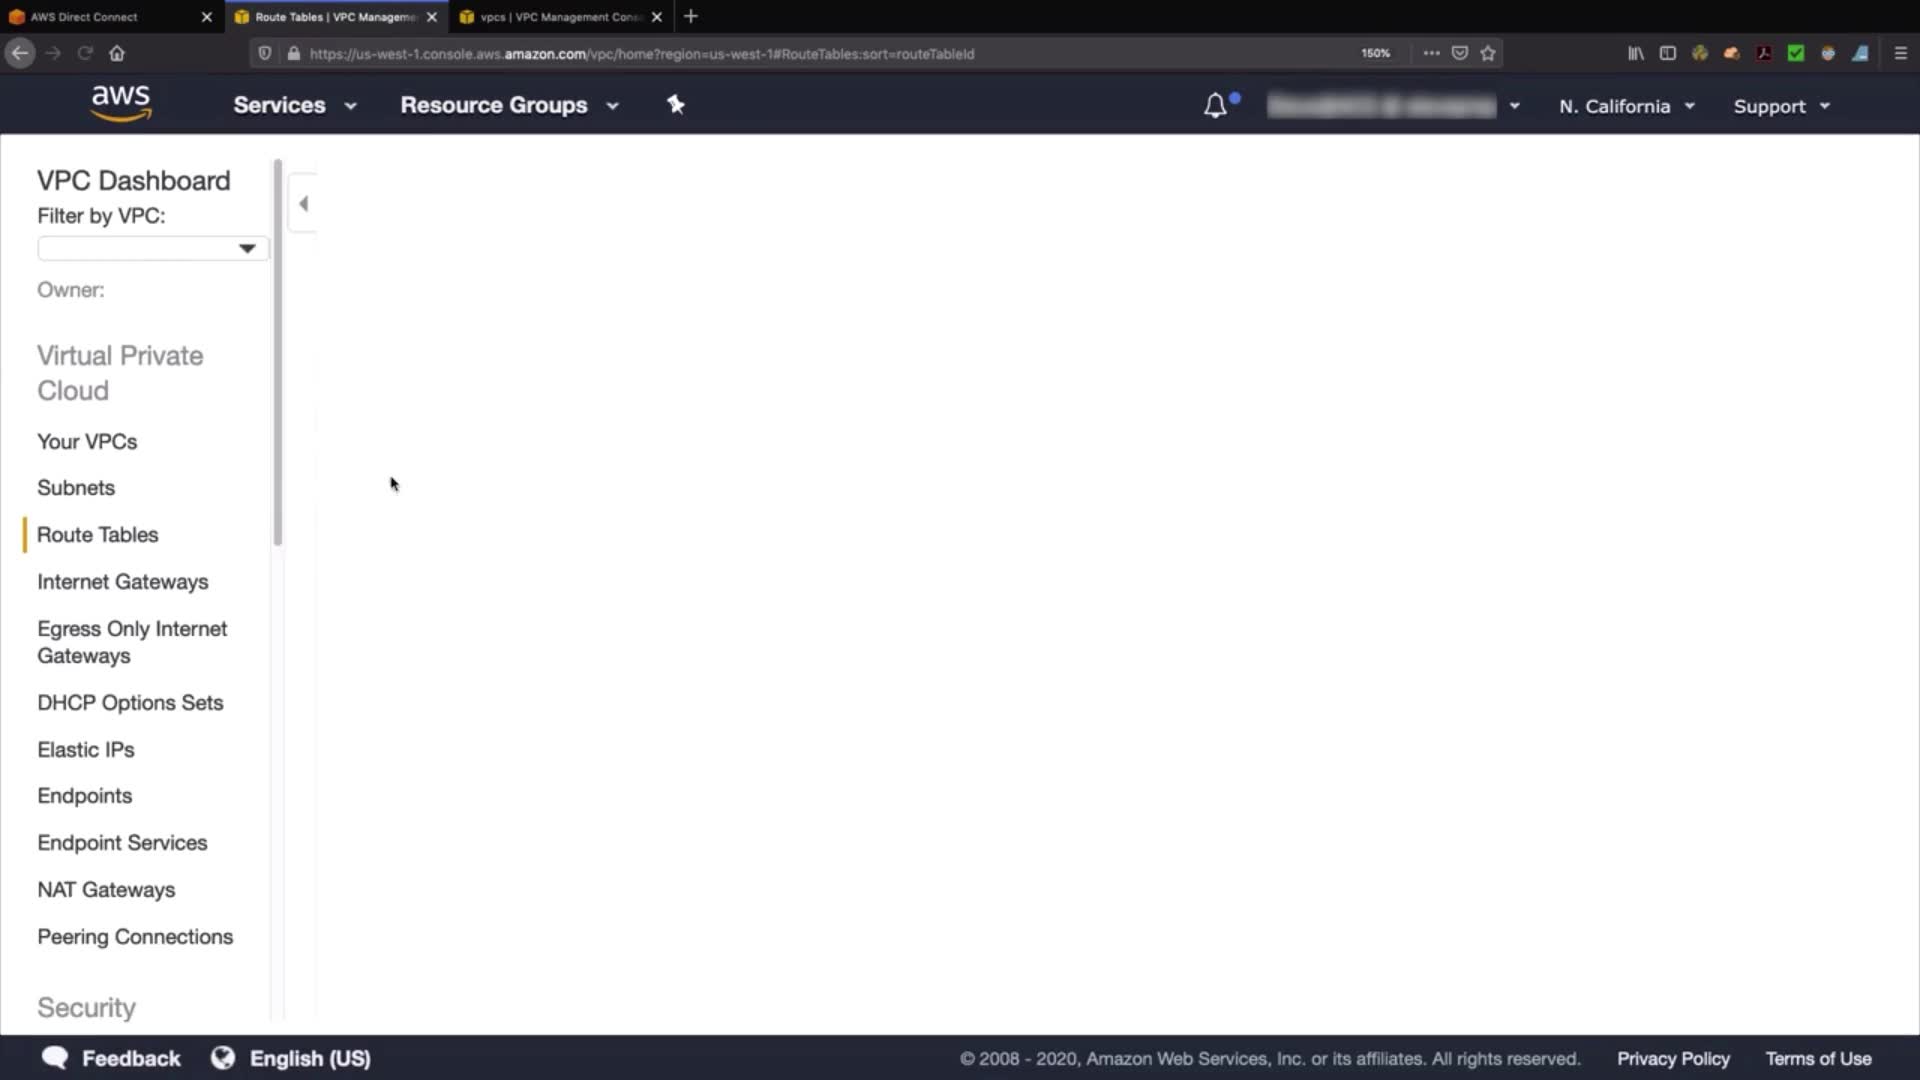 AWS Direct Connect
Route Tables | VPC Manageme
vpcs | VPC Management Cons
https://us-west-1.console.aws.amazon.com/vpc/home?region=us-west-1#RouteTables:sort=routeTableId
150%
aws
Services
Resource Groups
N. California
Support
VPC Dashboard
Filter by VPC:
Owner:
Virtual Private
Cloud
Your VPCs
Subnets
Route Tables
Internet Gateways
Egress Only Internet
Gateways
DHCP Options Sets
Elastic IPs
Endpoints
Endpoint Services
NAT Gateways
Peering Connections
Security
Feedback
English (US)
© 2008 - 2020, Amazon Web Services, Inc. or its affiliates. All rights reserved.
Privacy Policy
Terms of Use